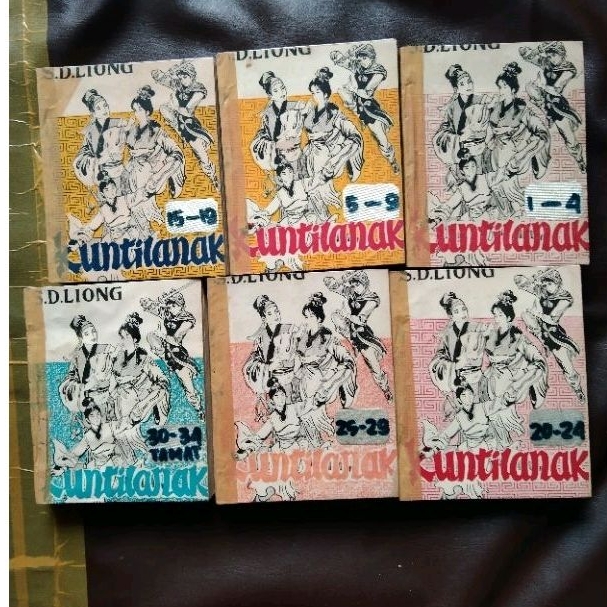 S.D.LIONG
15-19
Kuntilanak
S.D.LIONG
5-9
Kuntilanak
S.D.LIONG
1-4
Kuntilanak
S.D.LIONG
30-34
TAMAT
Kuntilanak
S.D.LIONG
25-29
Kuntilanak
S.D.LIONG
20-24
Kuntilanak